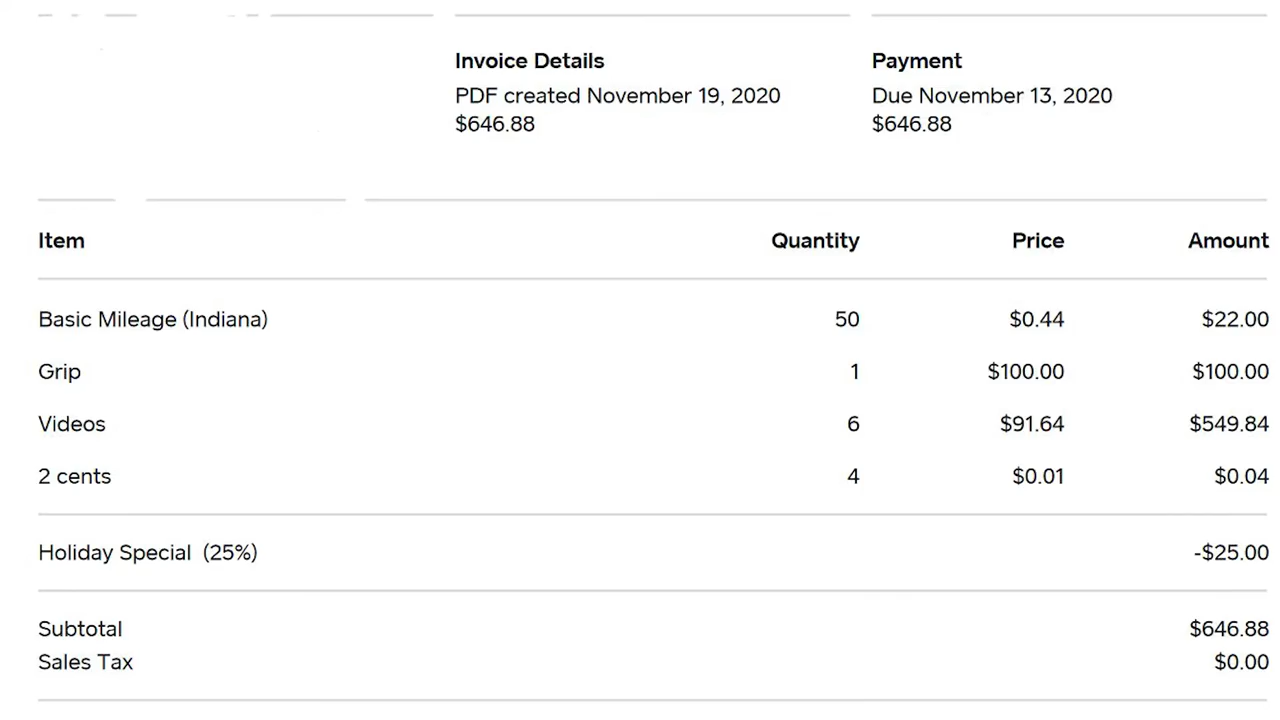 Invoice Details
PDF created November 19, 2020
$646.88
Payment
Due November 13, 2020
$646.88
Item Quantity Price Amount
Basic Mileage (Indiana) 50 $0.44 $22.00
Grip 1 $100.00 $100.00
Videos 6 $91.64 $549.84
2 cents 4 $0.01 $0.04
Holiday Special (25%) -$25.00
Subtotal $646.88
Sales Tax $0.00